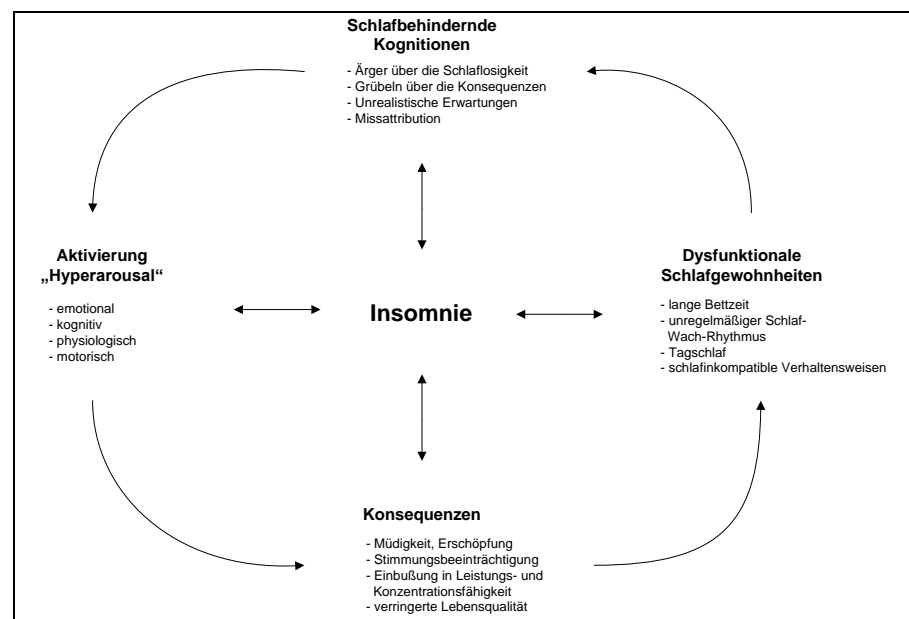 Schlafbehindernde
Kognitionen
- Ärger über die Schlaflosigkeit
- Grübeln über die Konsequenzen
- Unrealistische Erwartungen
- Missattribution
Aktivierung
„Hyperarousal“
- emotional
- kognitiv
- physiologisch
- motorisch
Insomnie
Dysfunktionale
Schlafgewohnheiten
- lange Bettzeit
- unregelmäßiger Schlaf-
Wach-Rhythmus
- Tagschlaf
- schlafinkompatible Verhaltensweisen
Konsequenzen
- Müdigkeit, Erschöpfung
- Stimmungsbeeinträchtigung
- Einbußung in Leistungs- und
Konzentrationsfähigkeit
- verringerte Lebensqualität